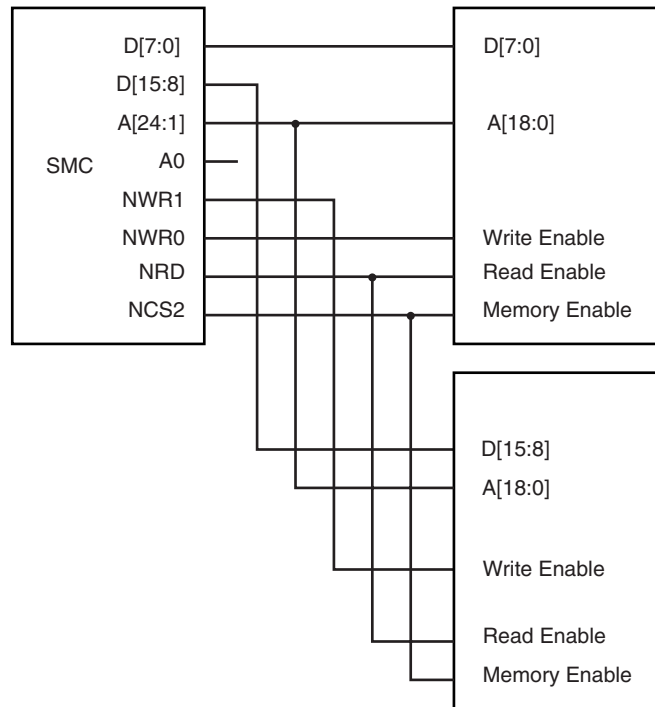 D[7:0]
D[15:8]
A[24:1]
SMC
A0
NWR1
NWR0
NRD
NCS2
D[7:0]
A[18:0]
Write Enable
Read Enable
Memory Enable
D[15:8]
A[18:0]
Write Enable
Read Enable
Memory Enable